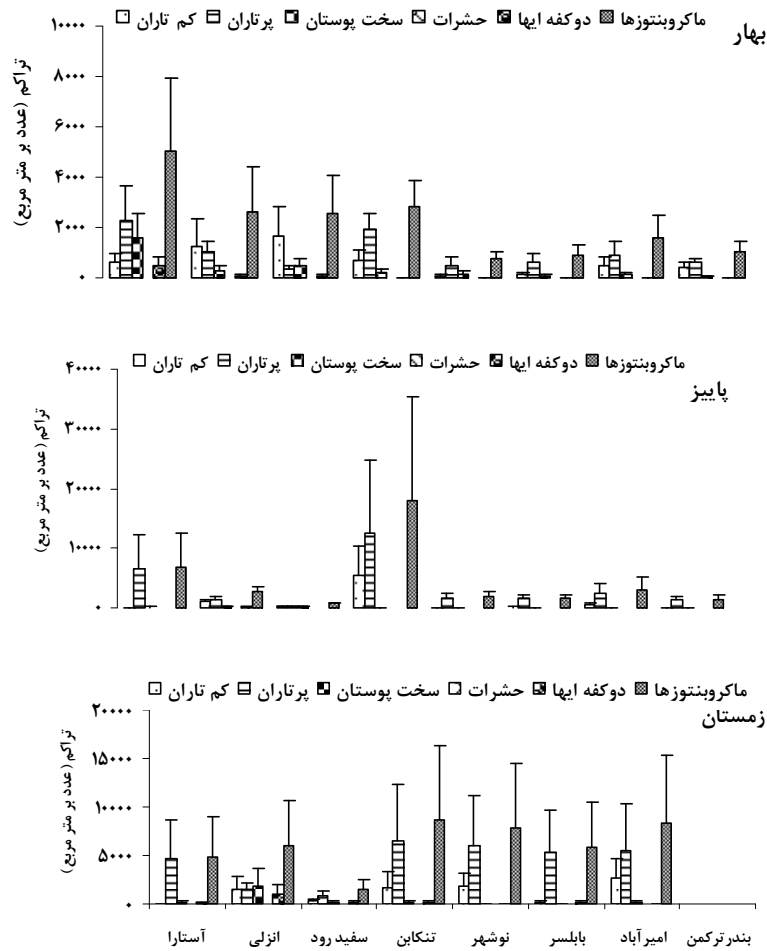 کم تاران پرتاران سخت پوستان حشرات دوکفه ایها ماکروبنتوزها
بهار
تراکم (عدد بر متر مربع)
۱۰۰۰۰
۸۰۰۰
۶۰۰۰
۴۰۰۰
۲۰۰۰
۰
کم تاران پرتاران سخت پوستان حشرات دوکفه ایها ماکروبنتوزها
پاییز
تراکم (عدد بر متر مربع)
۴۰۰۰۰
۳۰۰۰۰
۲۰۰۰۰
۱۰۰۰۰
۰
کم تاران پرتاران سخت پوستان حشرات دوکفه ایها ماکروبنتوزها
زمستان
تراکم (عدد بر متر مربع)
۲۰۰۰۰
۱۵۰۰۰
۱۰۰۰۰
۵۰۰۰
۰
آستارا انزلی سفیدرود تنکابن نوشهر بابلسر امیرآباد بندرترکمن